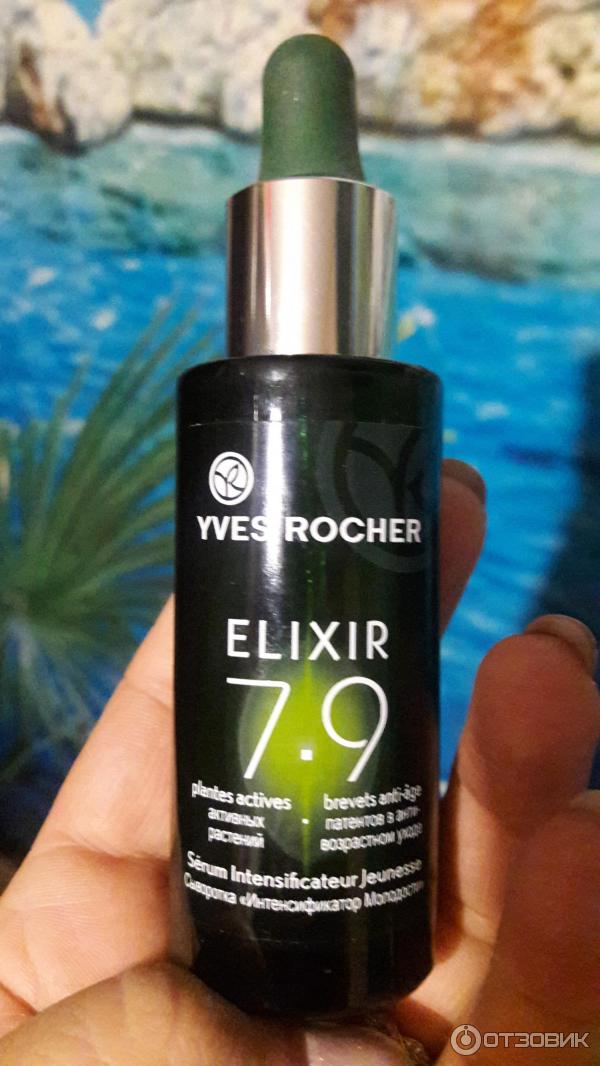 YVES ROCHER
ELIXIR
7.9
plantes actives
активных
растений
brevets anti-âge
патентов в анти-
возрастном уходе
Sérum Intensificateur Jeunesse
Сыворотка «Интенсификатор Молодости»
ОТЗОВИК